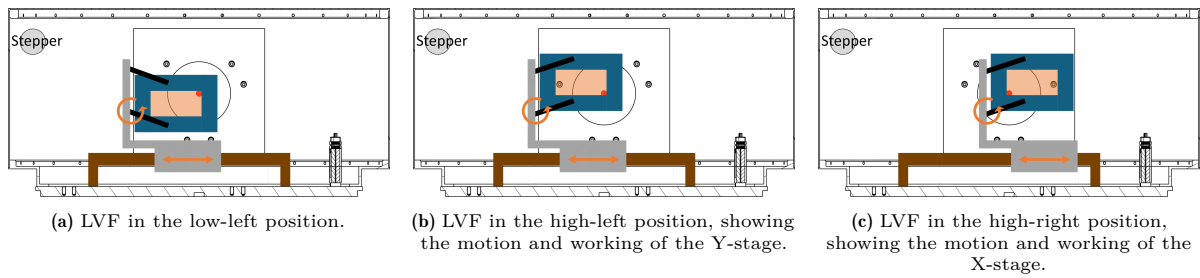 Stepper
Stepper
Stepper
(a) LVF in the low-left position.
(b) LVF in the high-left position, showing
the motion and working of the Y-stage.
(c) LVF in the high-right position,
showing the motion and working of the
X-stage.